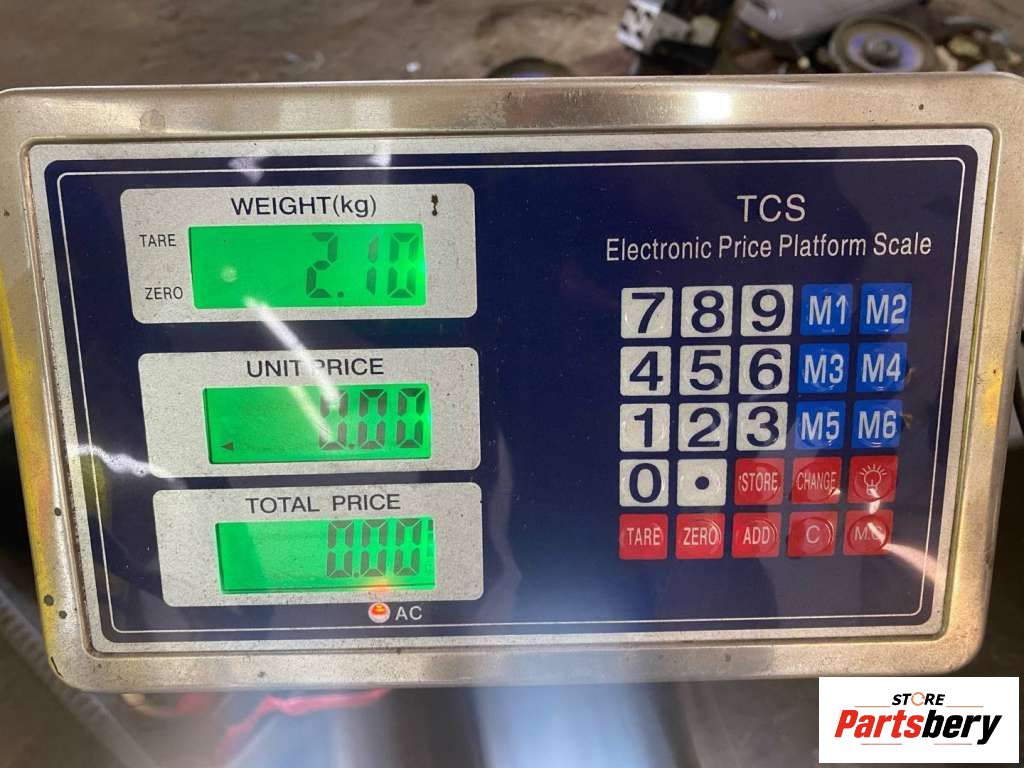 WEIGHT(kg)
TARE
2.10
ZERO
UNIT PRICE
0.00
TOTAL PRICE
0.00
AC
TCS
Electronic Price Platform Scale
7 8 9 M1 M2
4 5 6 M3 M4
1 2 3 M5 M6
0 . STORE CHANGE
TARE ZERO ADD C
STORE
Partsbery